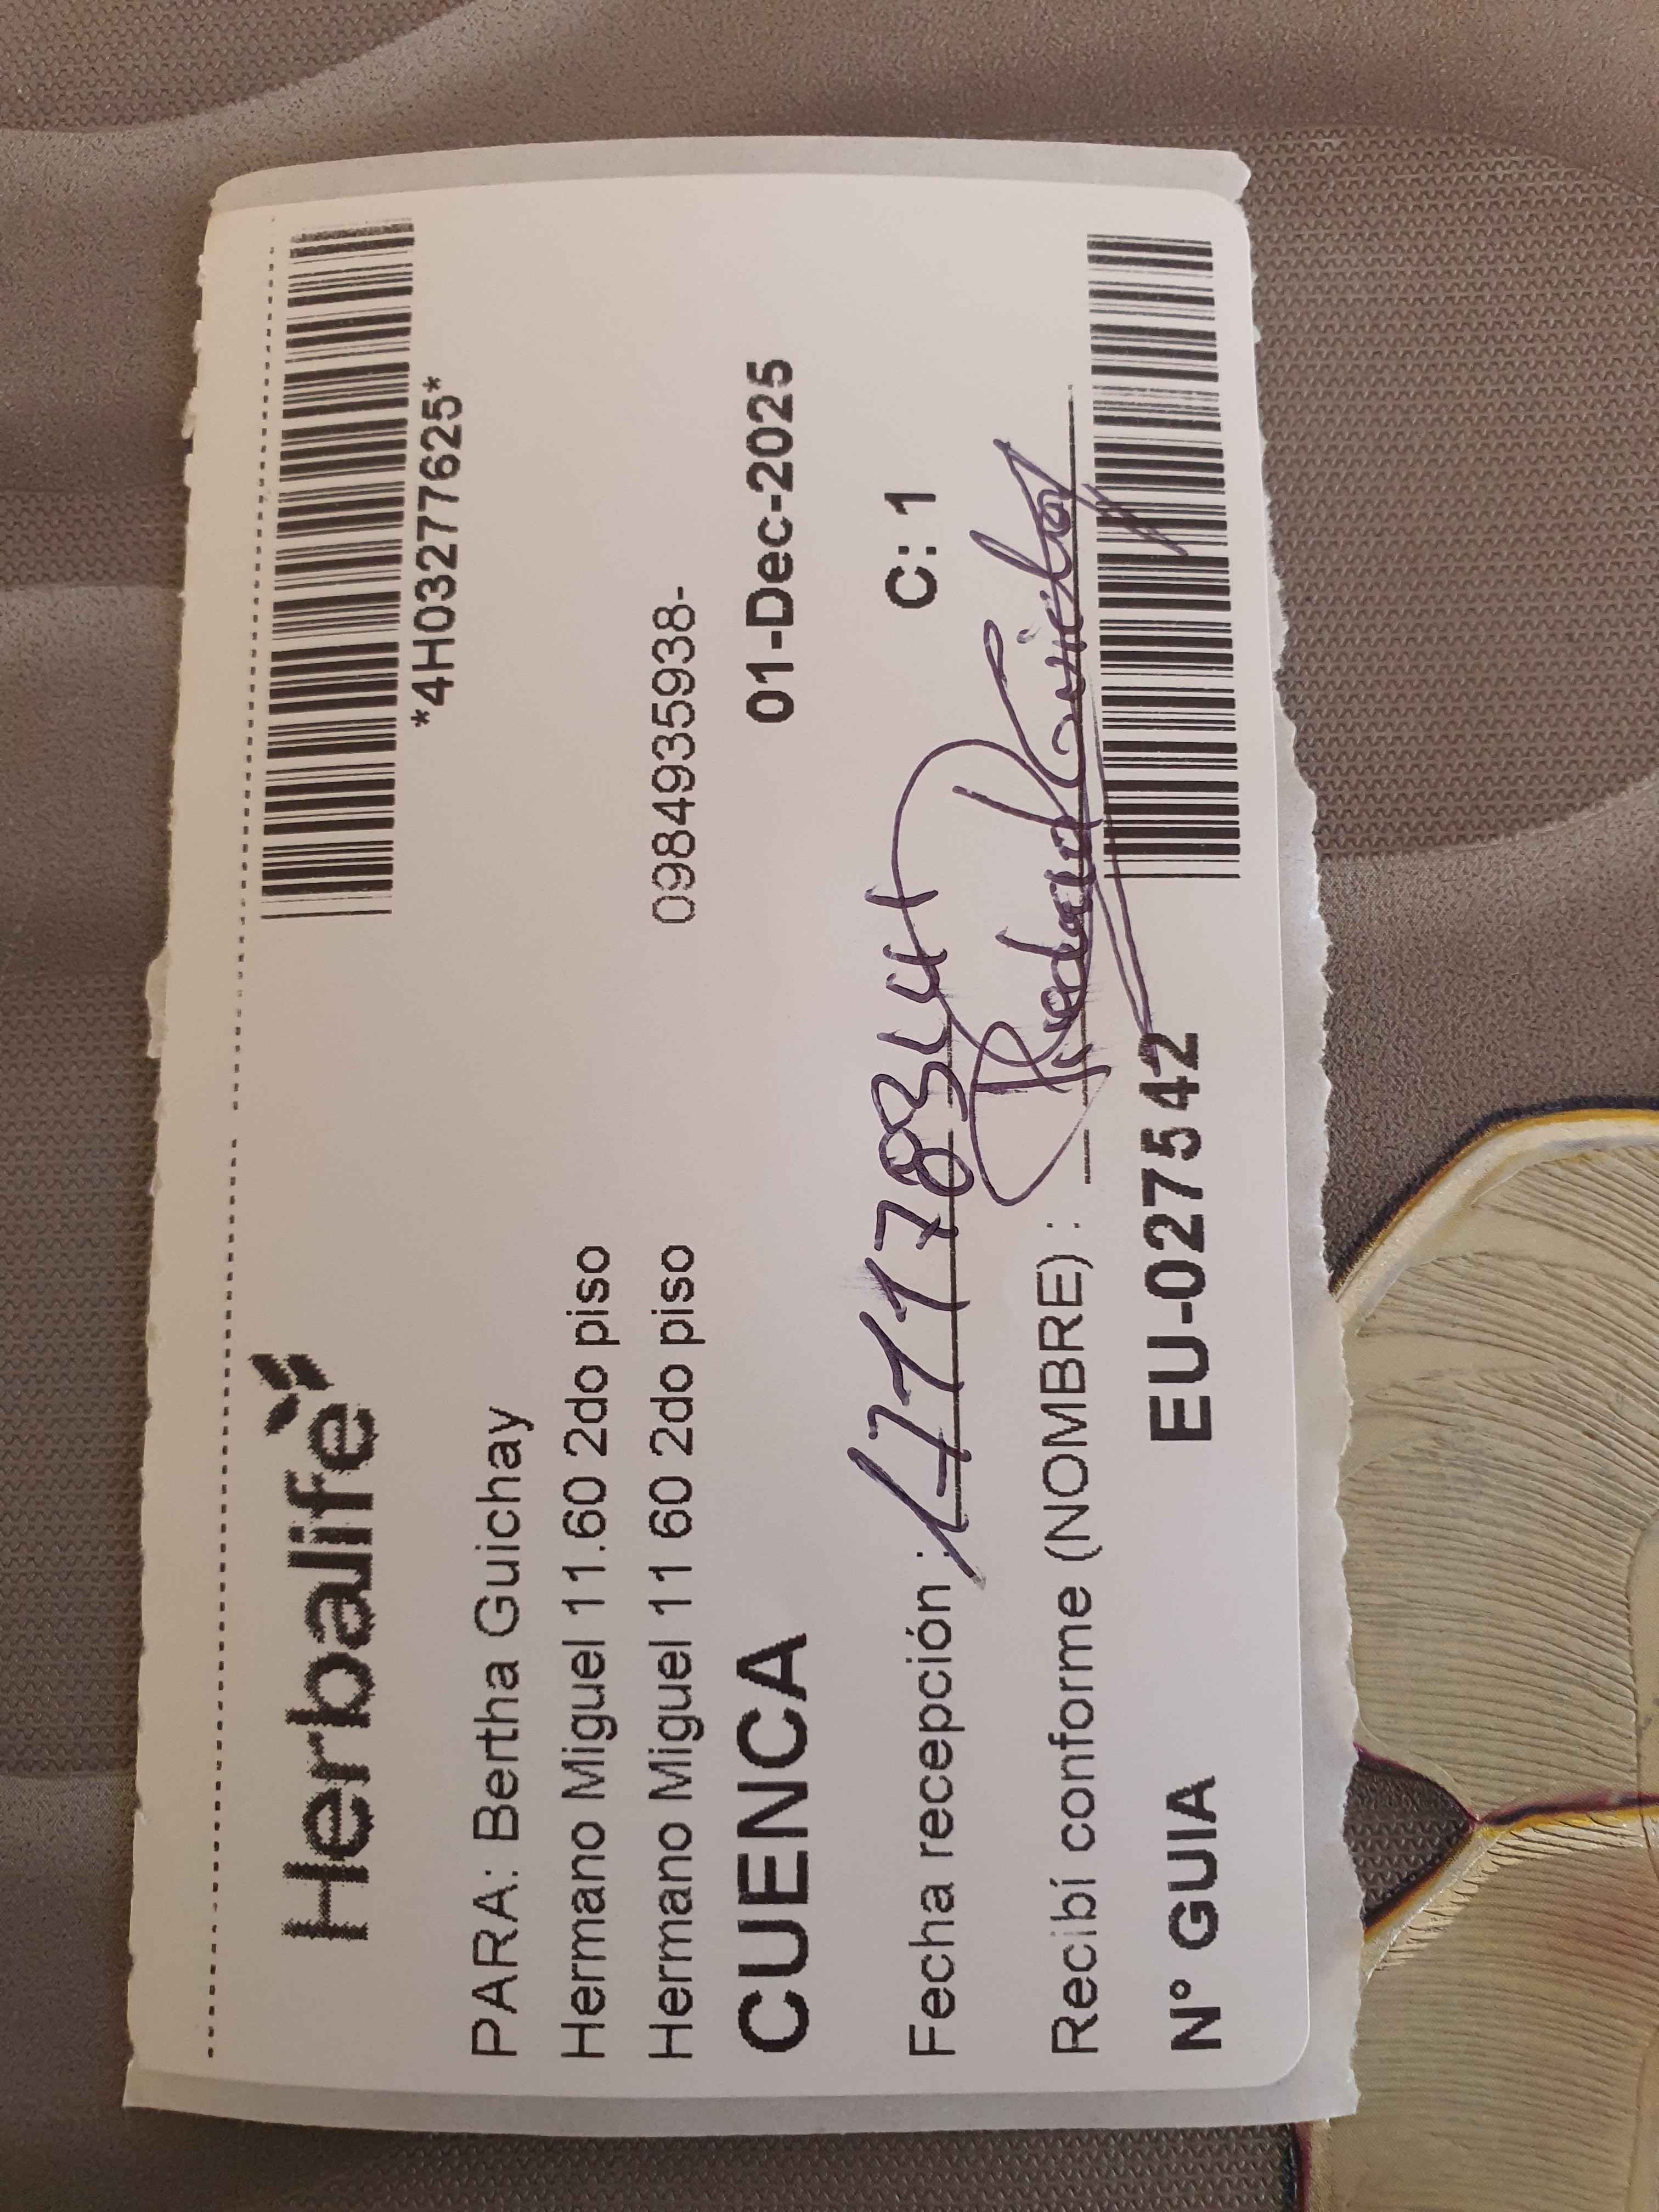 Herbalife
*4H03277625*
PARA: Bertha Guichay
Hermano Miguel 11.60 2do piso
Hermano Miguel 11 60 2do piso
0984935938-
CUENCA
01-Dec-2025
C: 1
Fecha recepción :
Recibí conforme (NOMBRE) :
N° GUIA
EU-027542